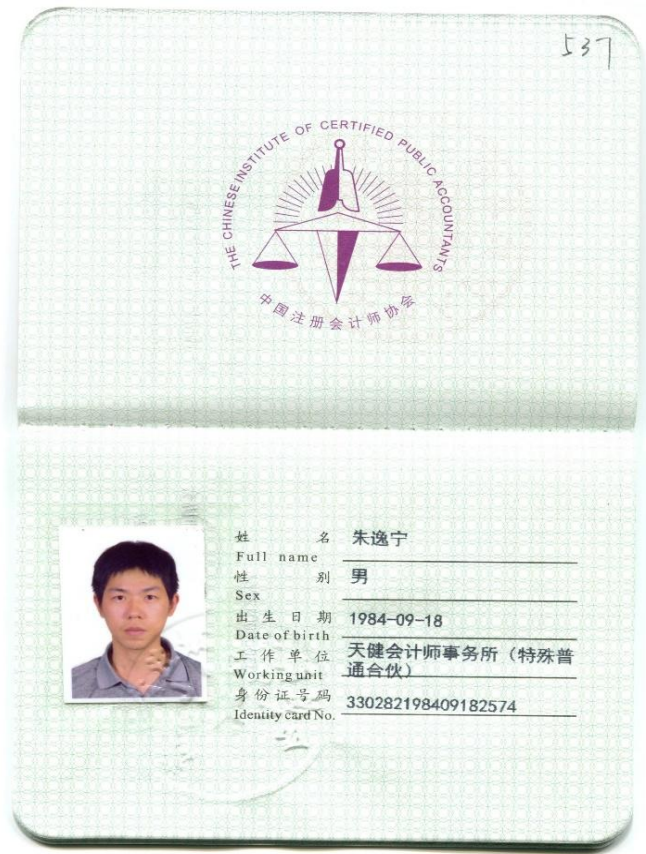 537
THE CHINESE INSTITUTE OF CERTIFIED PUBLIC ACCOUNTANTS
中国注册会计师协会
姓 名 朱逸宁
Full name
性 别 男
Sex
出生日期 1984-09-18
Date of birth
工作单位 天健会计师事务所（特殊普
Working unit 通合伙）
身份证号码 330282198409182574
Identity card No.